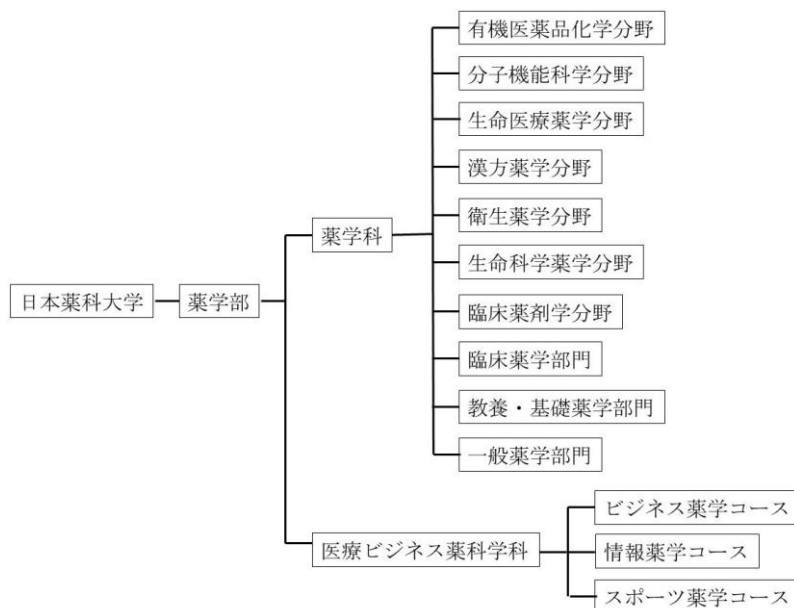 日本薬科大学
薬学部
薬学科
有機医薬品化学分野
分子機能科学分野
生命医療薬学分野
漢方薬学分野
衛生薬学分野
生命科学薬学分野
臨床薬剤学分野
臨床薬学部門
教養・基礎薬学部門
一般薬学部門
医療ビジネス薬科学科
ビジネス薬学コース
情報薬学コース
スポーツ薬学コース